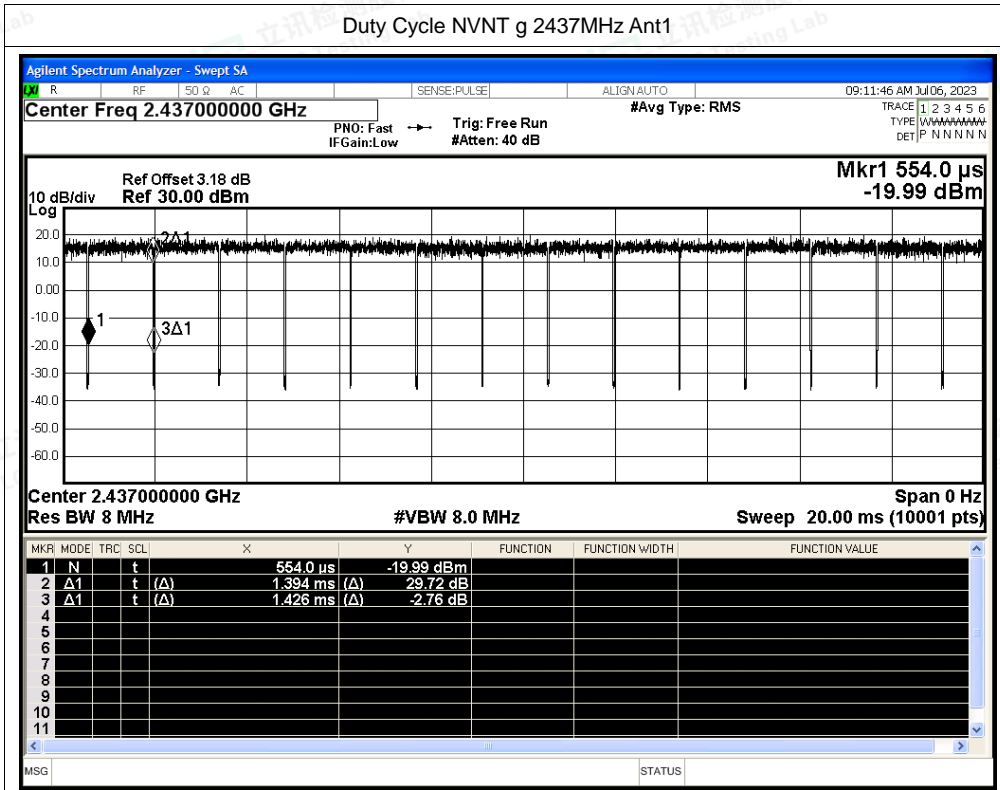 Duty Cycle NVNT g 2437MHz Ant1
Agilent Spectrum Analyzer - Swept SA
LXI R RF 50 Ω AC SENSE:PULSE ALIGN AUTO 09:11:46 AM Jul 06, 2023
Center Freq 2.437000000 GHz #Avg Type: RMS TRACE 1 2 3 4 5 6
PNO: Fast Trig: Free Run TYPE WWWWWW
IFGain:Low #Atten: 40 dB DET P N N N N N
Mkr1 554.0 µs
Ref Offset 3.18 dB
10 dB/div Ref 30.00 dBm -19.99 dBm
Log
20.0
2Δ1
10.0
0.00
-10.0
1
3Δ1
-20.0
-30.0
-40.0
-50.0
-60.0
Center 2.437000000 GHz Span 0 Hz
Res BW 8 MHz #VBW 8.0 MHz Sweep 20.00 ms (10001 pts)
MKR MODE TRC SCL X Y FUNCTION FUNCTION WIDTH FUNCTION VALUE
1 N t 554.0 µs -19.99 dBm
2 Δ1 t (Δ) 1.394 ms (Δ) 29.72 dB
3 Δ1 t (Δ) 1.426 ms (Δ) -2.76 dB
4
5
6
7
8
9
10
11
MSG STATUS